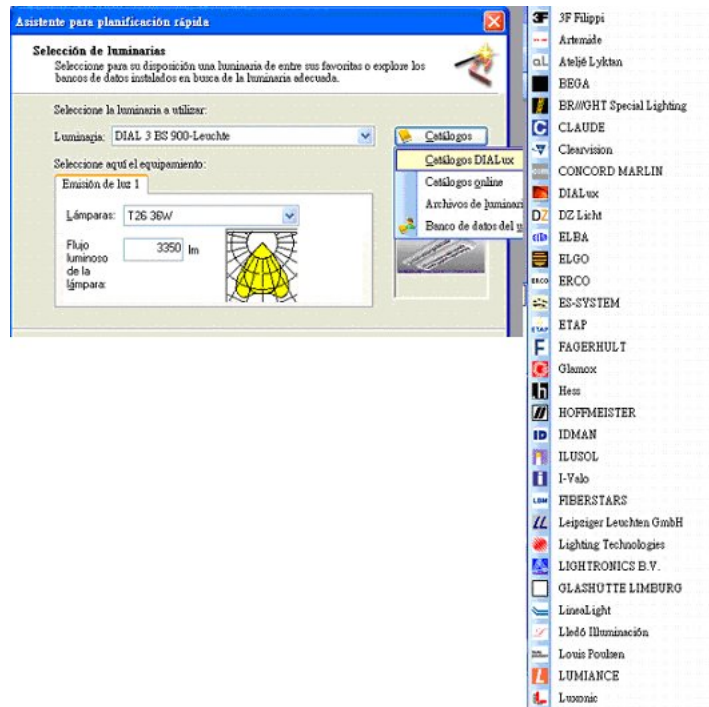 Asistente para planificación rápida
Selección de luminarias
Seleccione para su disposición una luminaria de entre sus favoritas o explore los
bancos de datos instalados en busca de la luminaria adecuada.
Seleccione la luminaria a utilizar:
Luminaria: DIAL 3 BS 900-Leuchte
Catálogos
Seleccione aquí el equipamiento:
Emisión de luz 1
Lámparas: T26 36W
Flujo
luminoso
de la
lámpara:
3350 lm
Catálogos DIALux
Catálogos online
Archivos de luminari
Banco de datos del u
3F Filippi
Artemide
Ateljé Lyktan
BEGA
BR///GHT Special Lighting
CLAUDE
Clearvision
CONCORD MARLIN
DIALux
DZ Licht
ELBA
ELGO
ERCO
ES-SYSTEM
ETAP
FAGERHULT
Glamox
Hess
HOFFMEISTER
IDMAN
ILUSOL
I-Valo
FIBERSTARS
Leipziger Leuchten GmbH
Lighting Technologies
LIGHTRONICS B.V.
GLASHÜTTE LIMBURG
LineaLight
Lledó Illuminación
Louis Poulsen
LUMIANCE
Luxonic